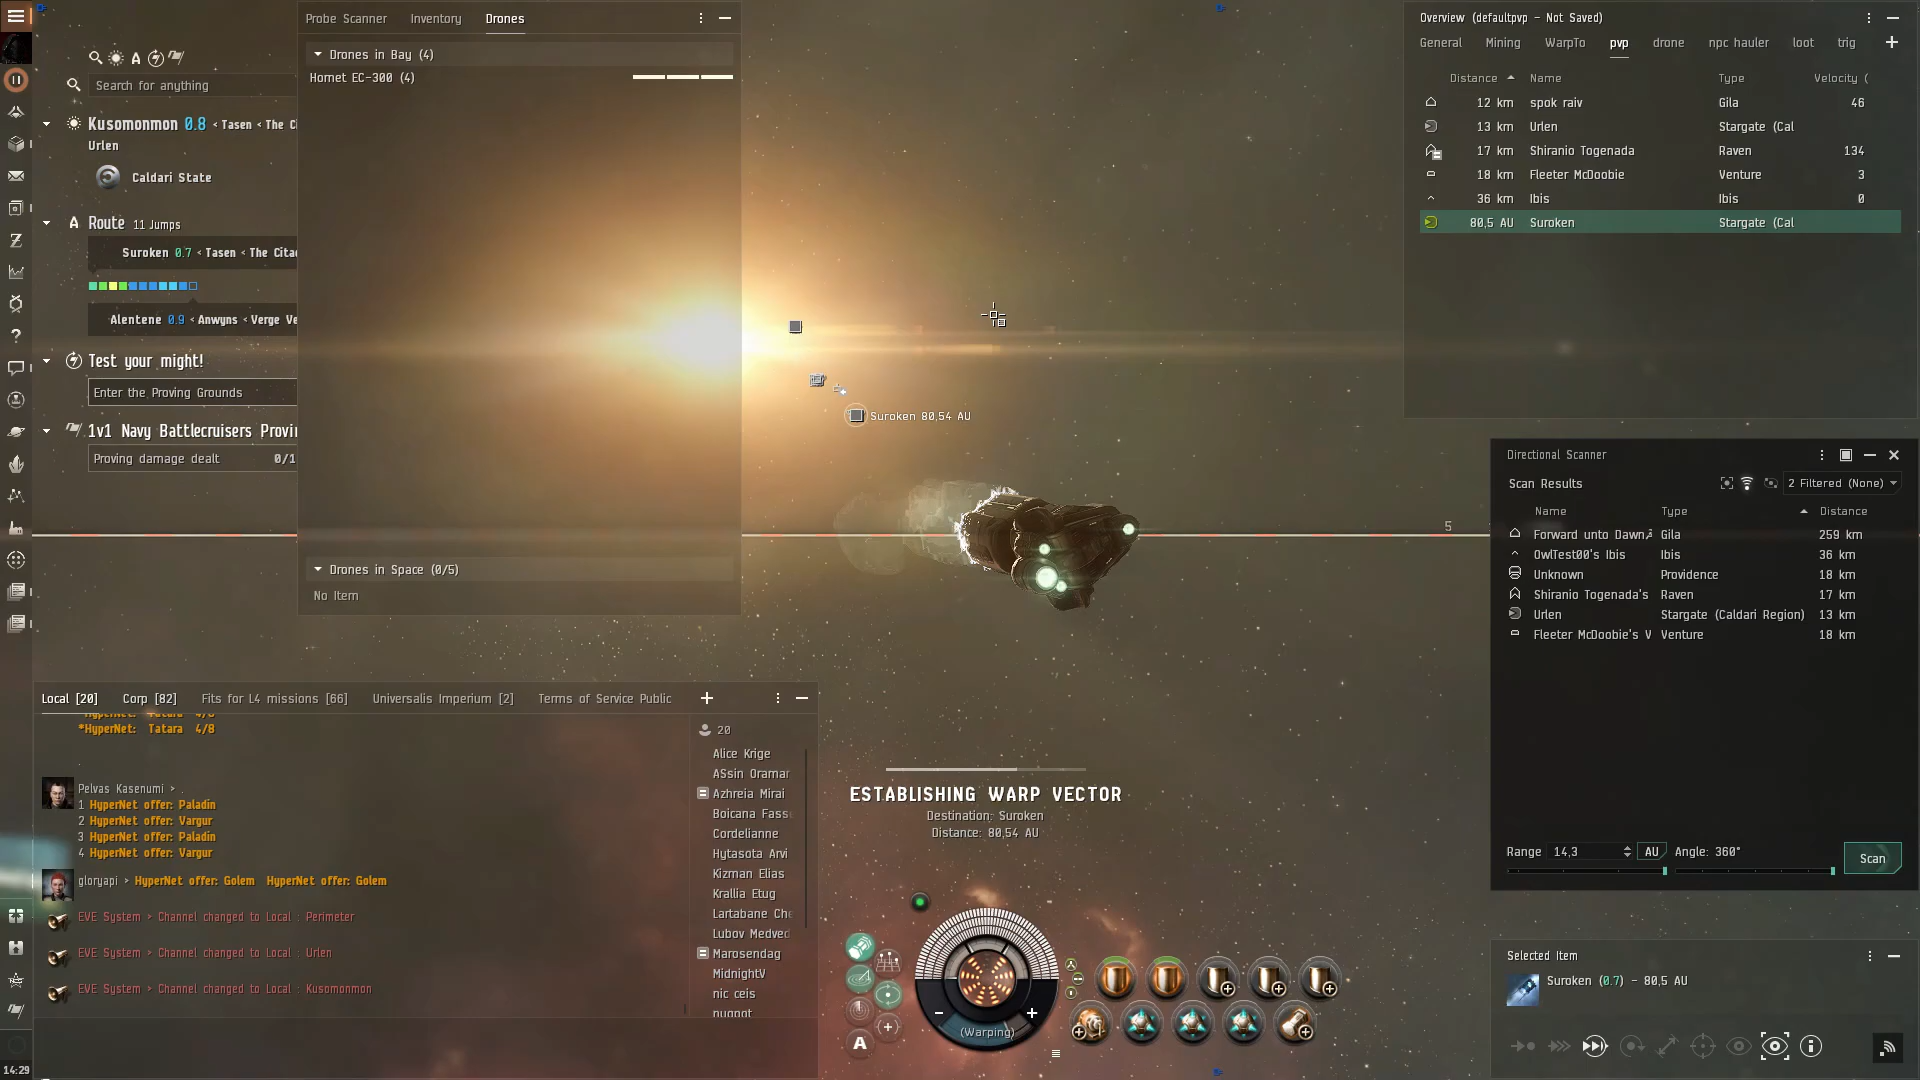 Search for anything
Kusomonmon 0.8 < Tasen < The Ci
Urlen
Caldari State
Route 11 Jumps
Suroken 0.7 < Tasen < The Citad
Alentene 0.9 < Anwyns < Verge Ve
Test your might!
Enter the Proving Grounds
1v1 Navy Battlecruisers Provin
Proving damage dealt 0/1
Probe Scanner Inventory Drones
Drones in Bay (4)
Hornet EC-300 (4)
Drones in Space (0/5)
No Item
Suroken 80,54 AU
5
Overview (defaultpvp - Not Saved)
General Mining WarpTo pvp drone npc hauler loot trig
Distance Name Type Velocity (
12 km spok raiv Gila 46
13 km Urlen Stargate (Cal
17 km Shiranio Togenada Raven 134
18 km Fleeter McDoobie Venture 3
36 km Ibis Ibis 0
80,5 AU Suroken Stargate (Cal
Directional Scanner
Scan Results 2 Filtered (None)
Name Type Distance
Forward unto Dawn Gila 259 km
OwlTest00's Ibis Ibis 36 km
Unknown Providence 18 km
Shiranio Togenada's Raven 17 km
Urlen Stargate (Caldari Region) 13 km
Fleeter McDoobie's V Venture 18 km
Range 14,3 AU Angle: 360° Scan
Selected Item
Suroken (0.7) - 80,5 AU
Local [20] Corp [82] Fits for L4 missions [66] Universalis Imperium [2] Terms of Service Public
*HyperNet: Tatara 4/8
Pelvas Kasenumi > .
1 HyperNet offer: Paladin
2 HyperNet offer: Vargur
3 HyperNet offer: Paladin
4 HyperNet offer: Vargur
gloryapi > HyperNet offer: Golem HyperNet offer: Golem
EVE System > Channel changed to Local : Perimeter
EVE System > Channel changed to Local : Urlen
EVE System > Channel changed to Local : Kusomonmon
20
Alice Krige
ASsin Oramar
Azhreia Mirai
Boicana Fass
Cordelianne
Hytasota Arvi
Kizman Elias
Krallia Etug
Lartabane Che
Lubov Medved
Marosendag
MidnightV
nic ceis
ESTABLISHING WARP VECTOR
Destination: Suroken
Distance: 80,54 AU
(Warping)
A
14:29